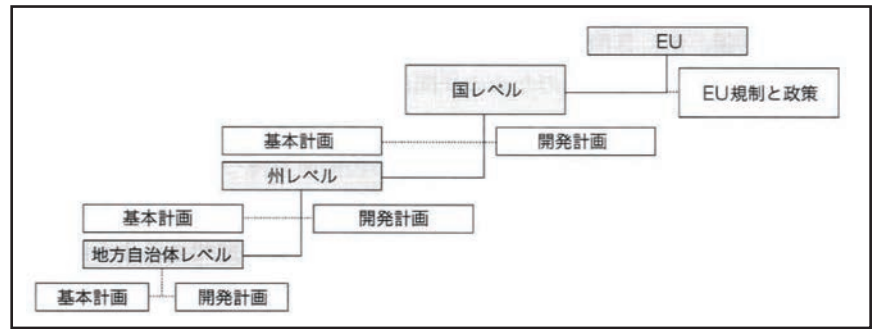 EU
国レベル
EU規制と政策
基本計画
開発計画
州レベル
基本計画
開発計画
地方自治体レベル
基本計画
開発計画